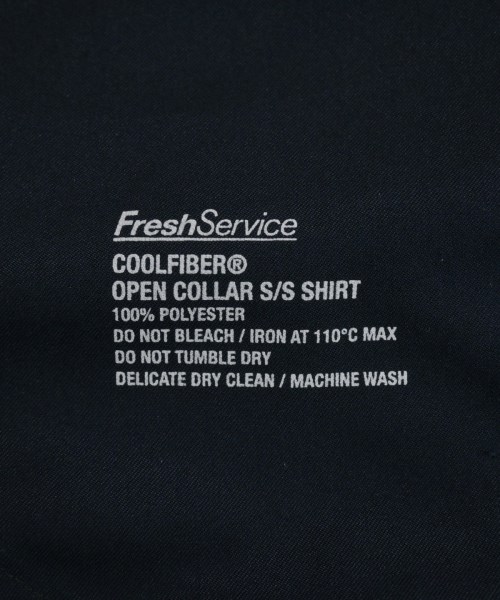 FreshService
COOLFIBER®
OPEN COLLAR S/S SHIRT
100% POLYESTER
DO NOT BLEACH / IRON AT 110°C MAX
DO NOT TUMBLE DRY
DELICATE DRY CLEAN / MACHINE WASH